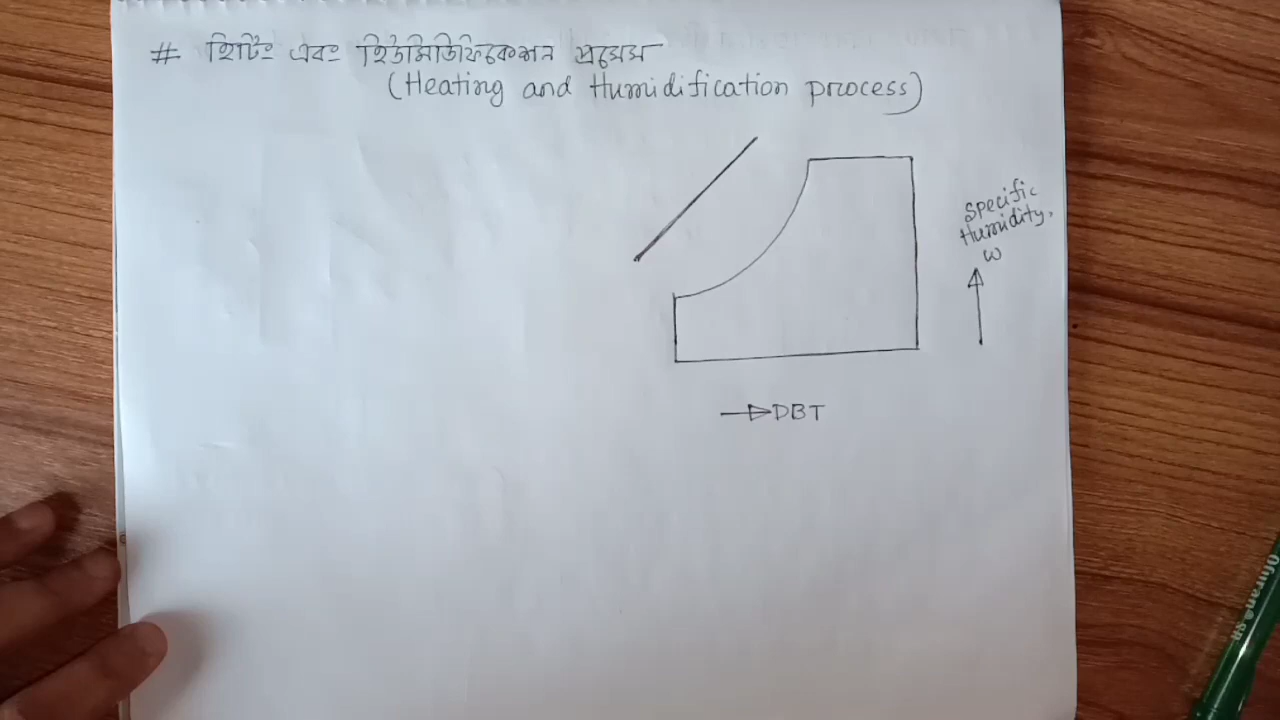 # হিটিং এবং হিউমিডিফিকেশন প্রসেস
(Heating and Humidification process)
Specific
Humidity,
ω
DBT